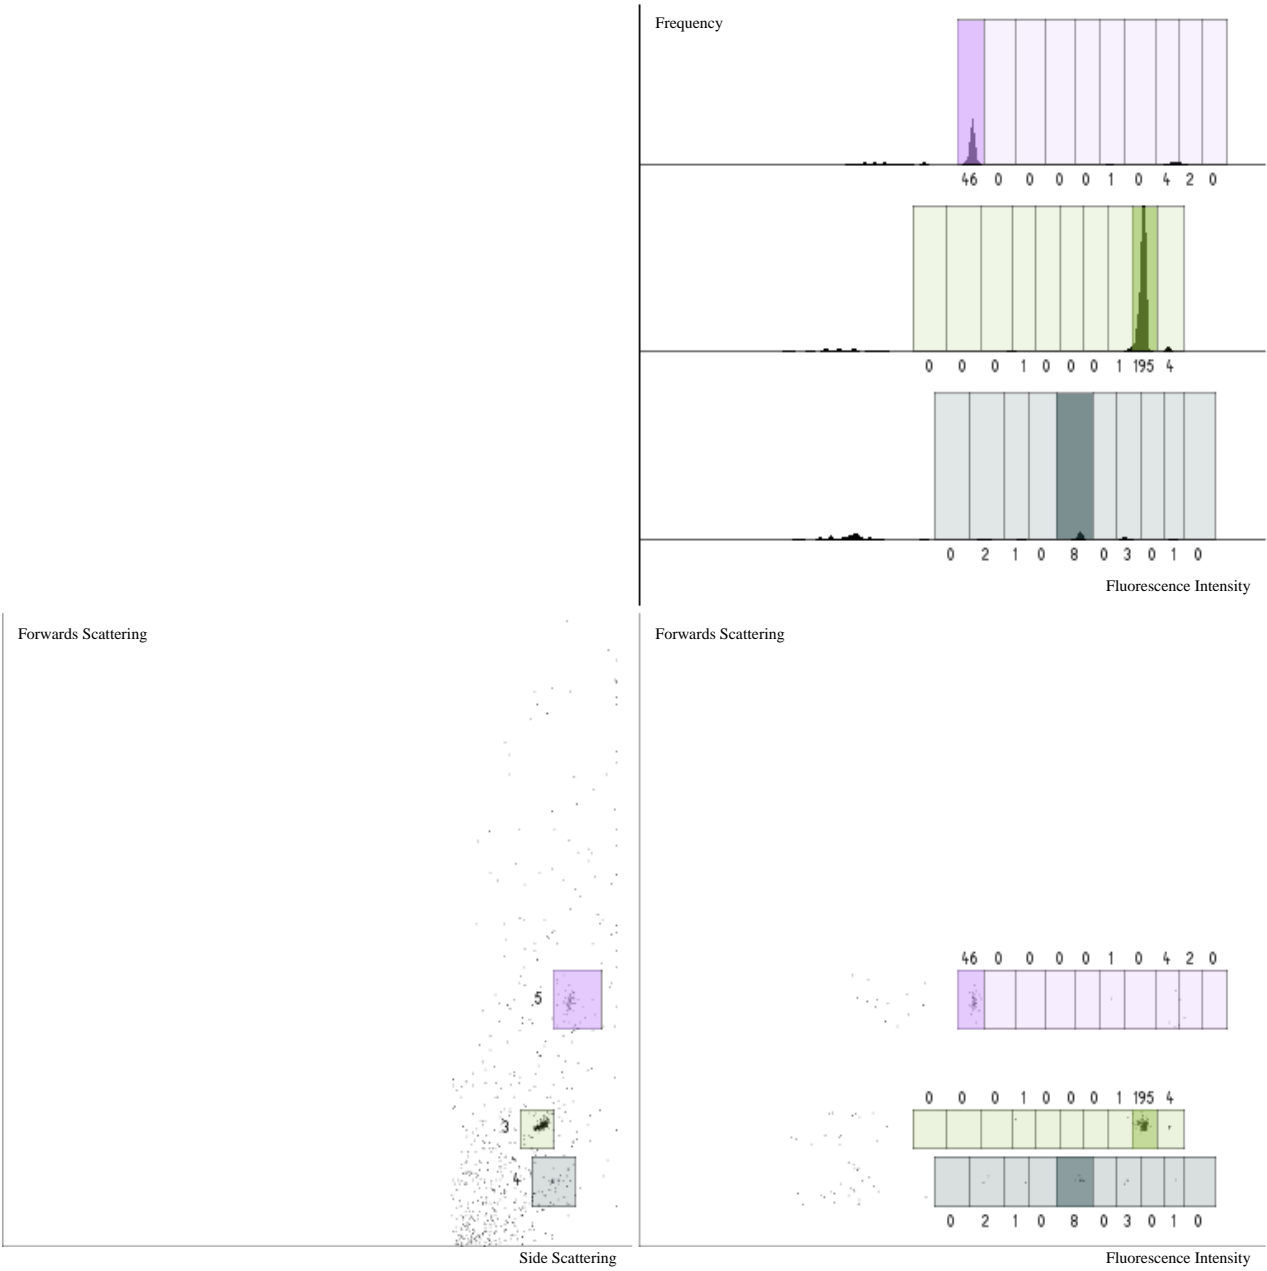 Frequency
46 0 0 0 0 1 0 4 2 0
0 0 0 1 0 0 0 1 195 4
0 2 1 0 8 0 3 0 1 0
Fluorescence Intensity
Forwards Scattering
5
3
4
Side Scattering
Forwards Scattering
46 0 0 0 0 1 0 4 2 0
0 0 0 1 0 0 0 1 195 4
0 2 1 0 8 0 3 0 1 0
Fluorescence Intensity